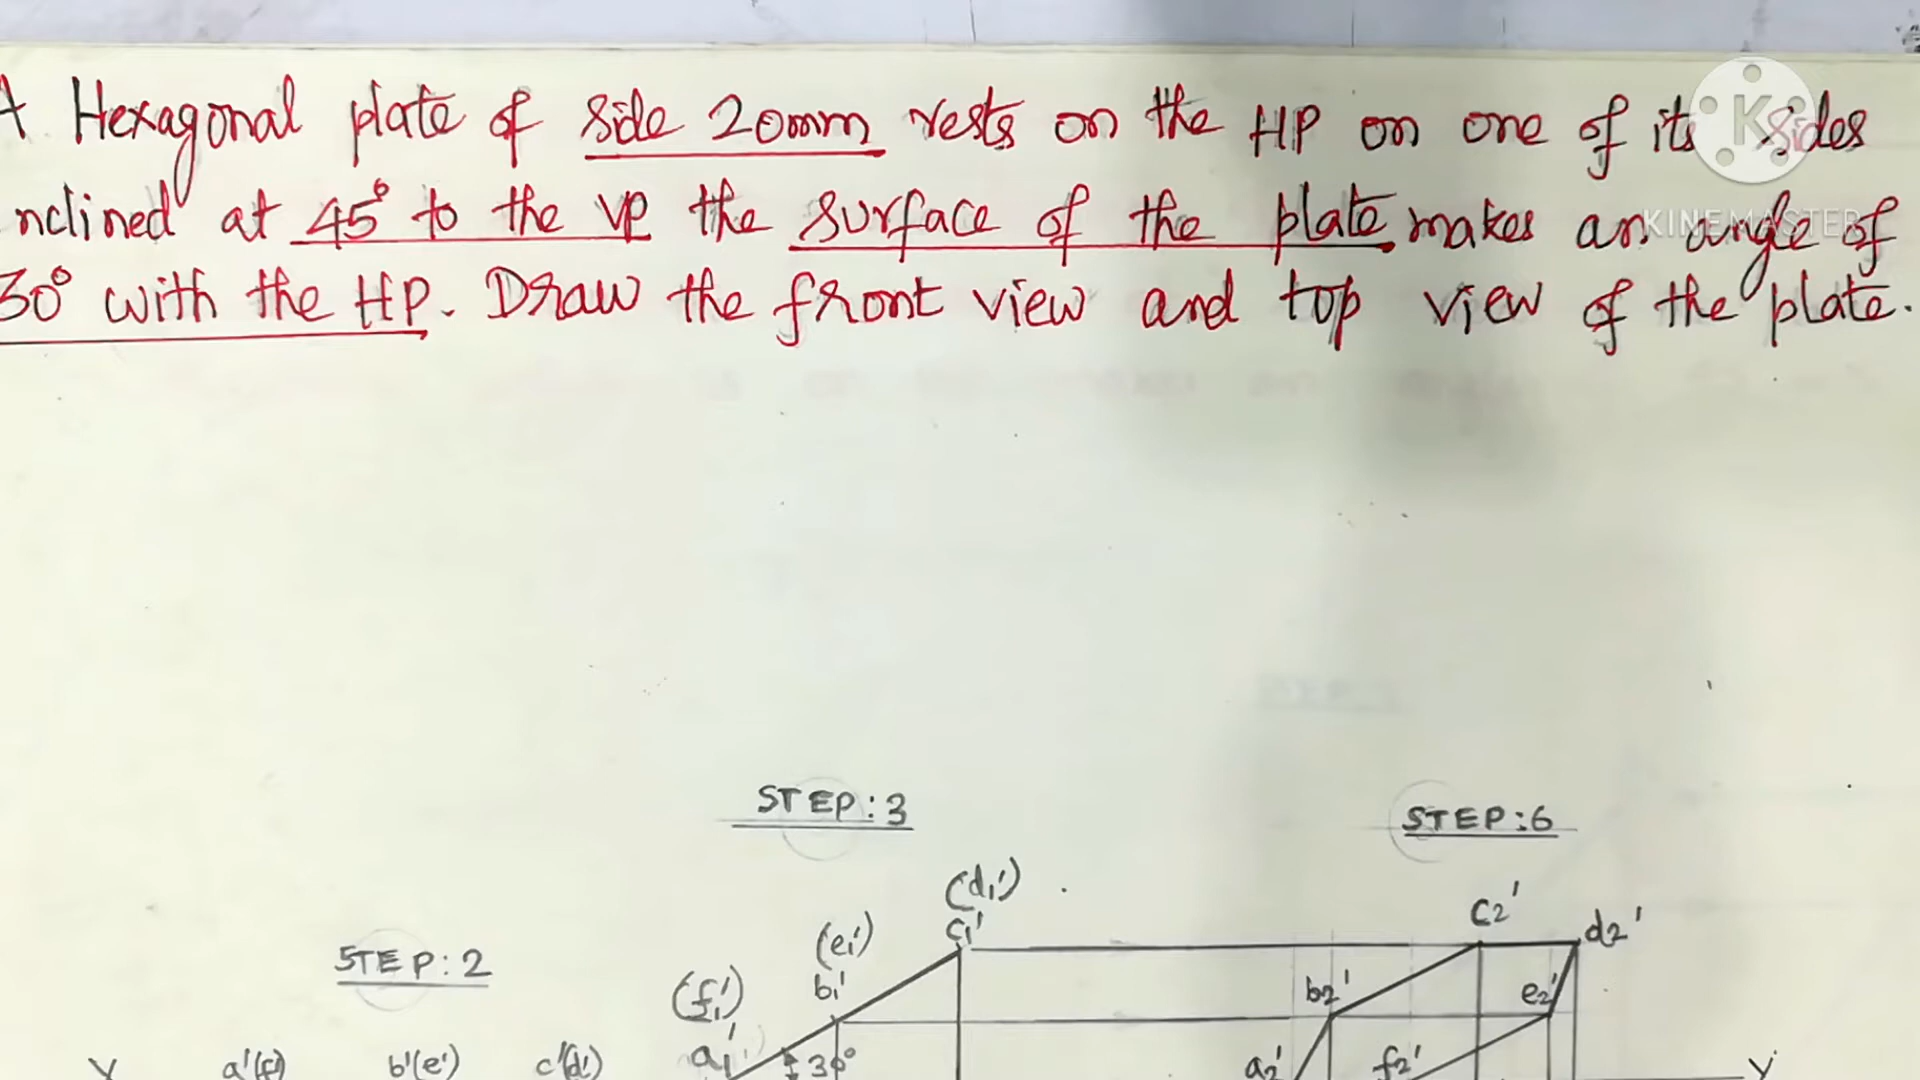 A Hexagonal plate of side 20mm rests on the HP on one of its sides
nclined at 45° to the VP the surface of the plate makes an angle of
30° with the HP. Draw the front view and top view of the plate.
K
KINEMASTER
STEP:3
STEP:6
(d₁')
c₁'
c₂'
d₂'
(e₁')
b₁'
STEP:2
(f₁')
a₁'
b₂'
e₂'
X
a'(f')
b'(e')
c'(d')
30°
a₂'
f₂'
Y